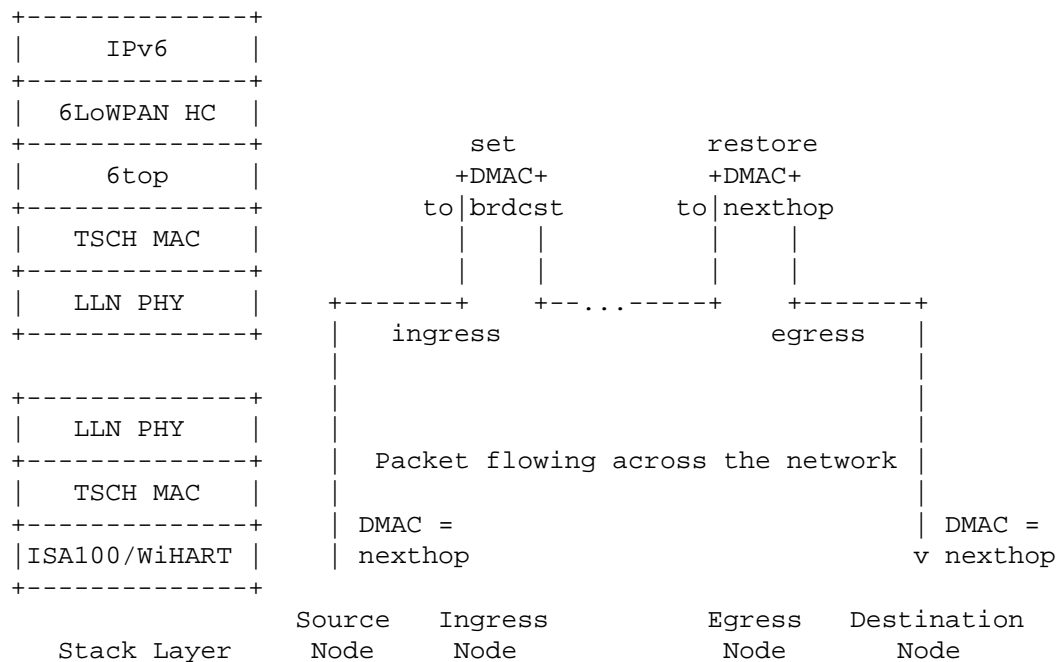 +--------------+
|     IPv6     |
+--------------+
|  6LoWPAN HC  |
+--------------+             set            restore
|     6top     |            +DMAC+          +DMAC+
+--------------+          to|brdcst       to|nexthop
|   TSCH MAC   |            |    |          |    |
+--------------+            |    |          |    |
|   LLN PHY    |    +-------+    +--...-----+    +-------+
+--------------+    |   ingress                 egress   |
                    |                                    |
+--------------+    |                                    |
|   LLN PHY    |    |                                    |
+--------------+    |  Packet flowing across the network |
|   TSCH MAC   |    |                                    |
+--------------+    | DMAC =                             | DMAC =
|ISA100/WiHART |    | nexthop                            v nexthop
+--------------+
                  Source   Ingress          Egress   Destination
   Stack Layer     Node     Node             Node       Node